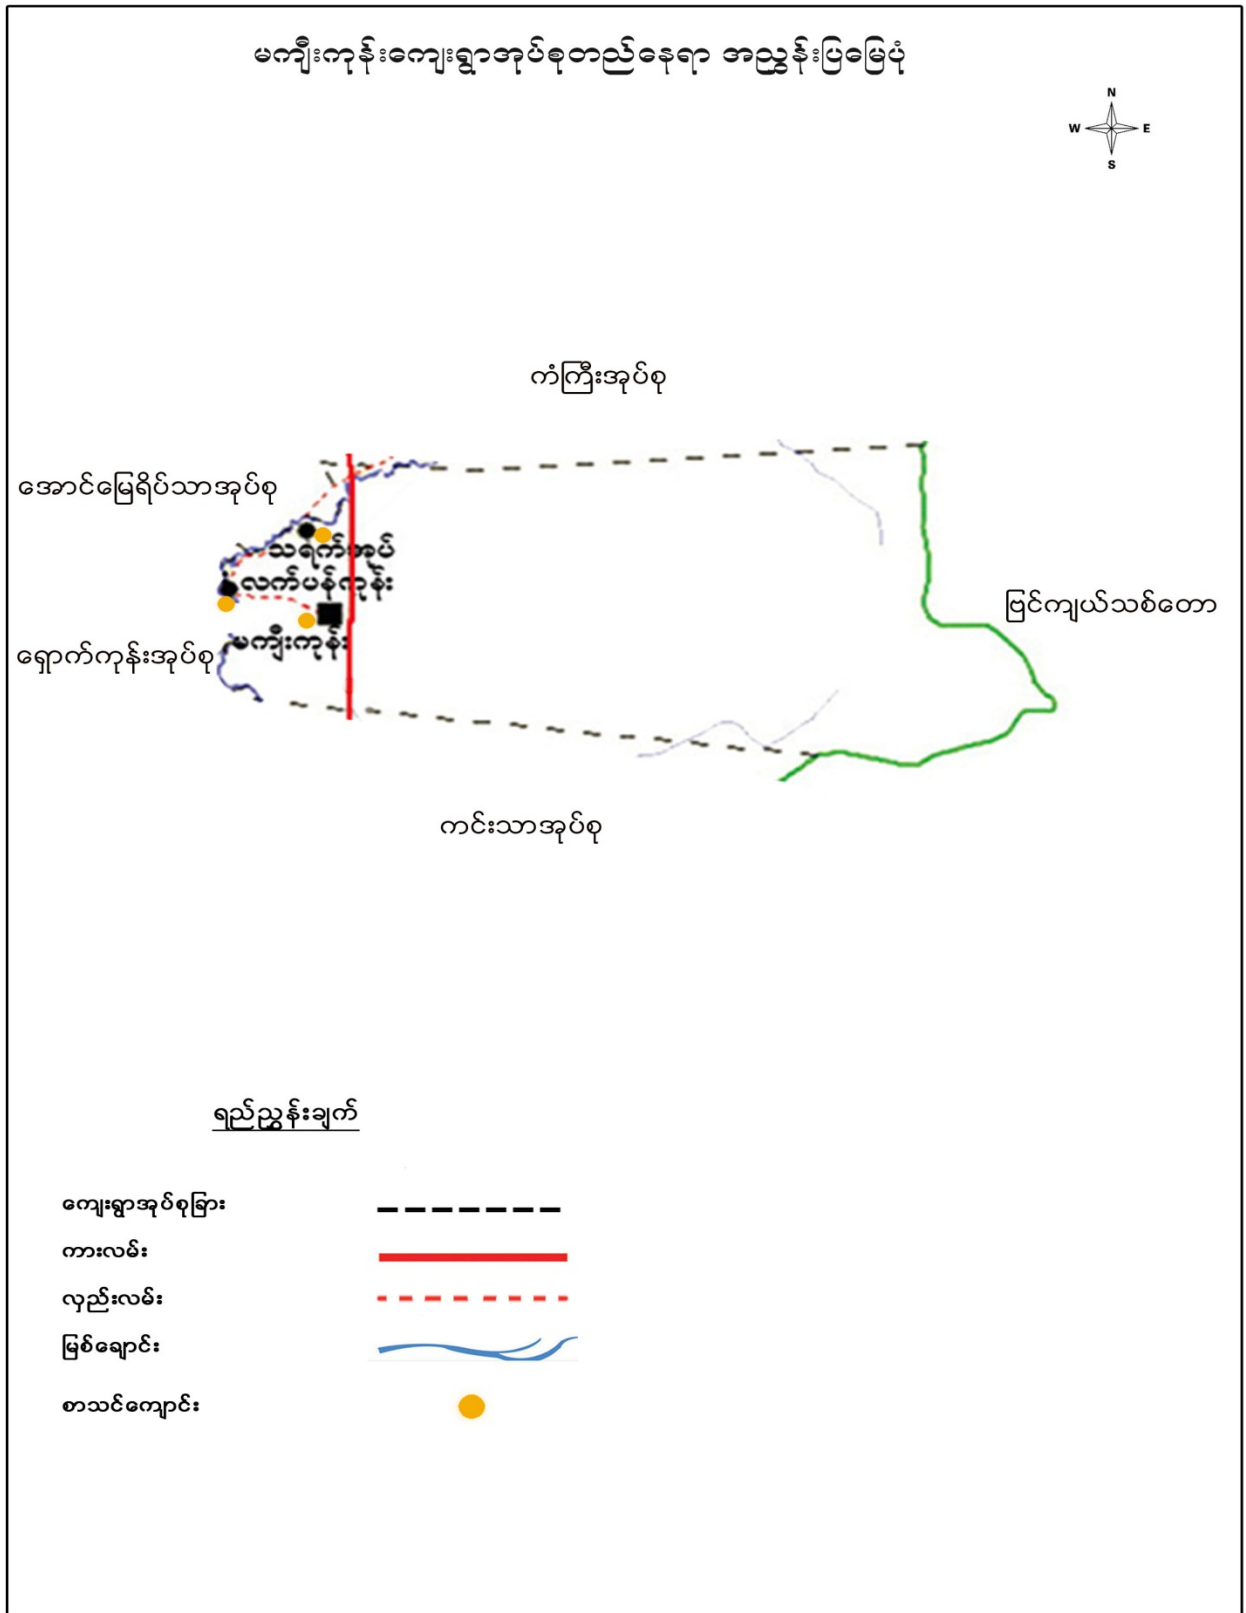 မကျီးကုန်းကျေးရွာအုပ်စုတည်နေရာ အညွှန်းပြမြေပုံ
N
W E
S
ကံကြီးအုပ်စု
အောင်မြေရိပ်သာအုပ်စု
သရက်အုပ်
လက်ပန်ကုန်း
ဗြင်ကျယ်သစ်တော
မကျီးကုန်း
ရှောက်ကုန်းအုပ်စု
ကင်းသာအုပ်စု
ရည်ညွှန်းချက်
ကျေးရွာအုပ်စုခြား
ကားလမ်း
လှည်းလမ်း
မြစ်ချောင်း
စာသင်ကျောင်း